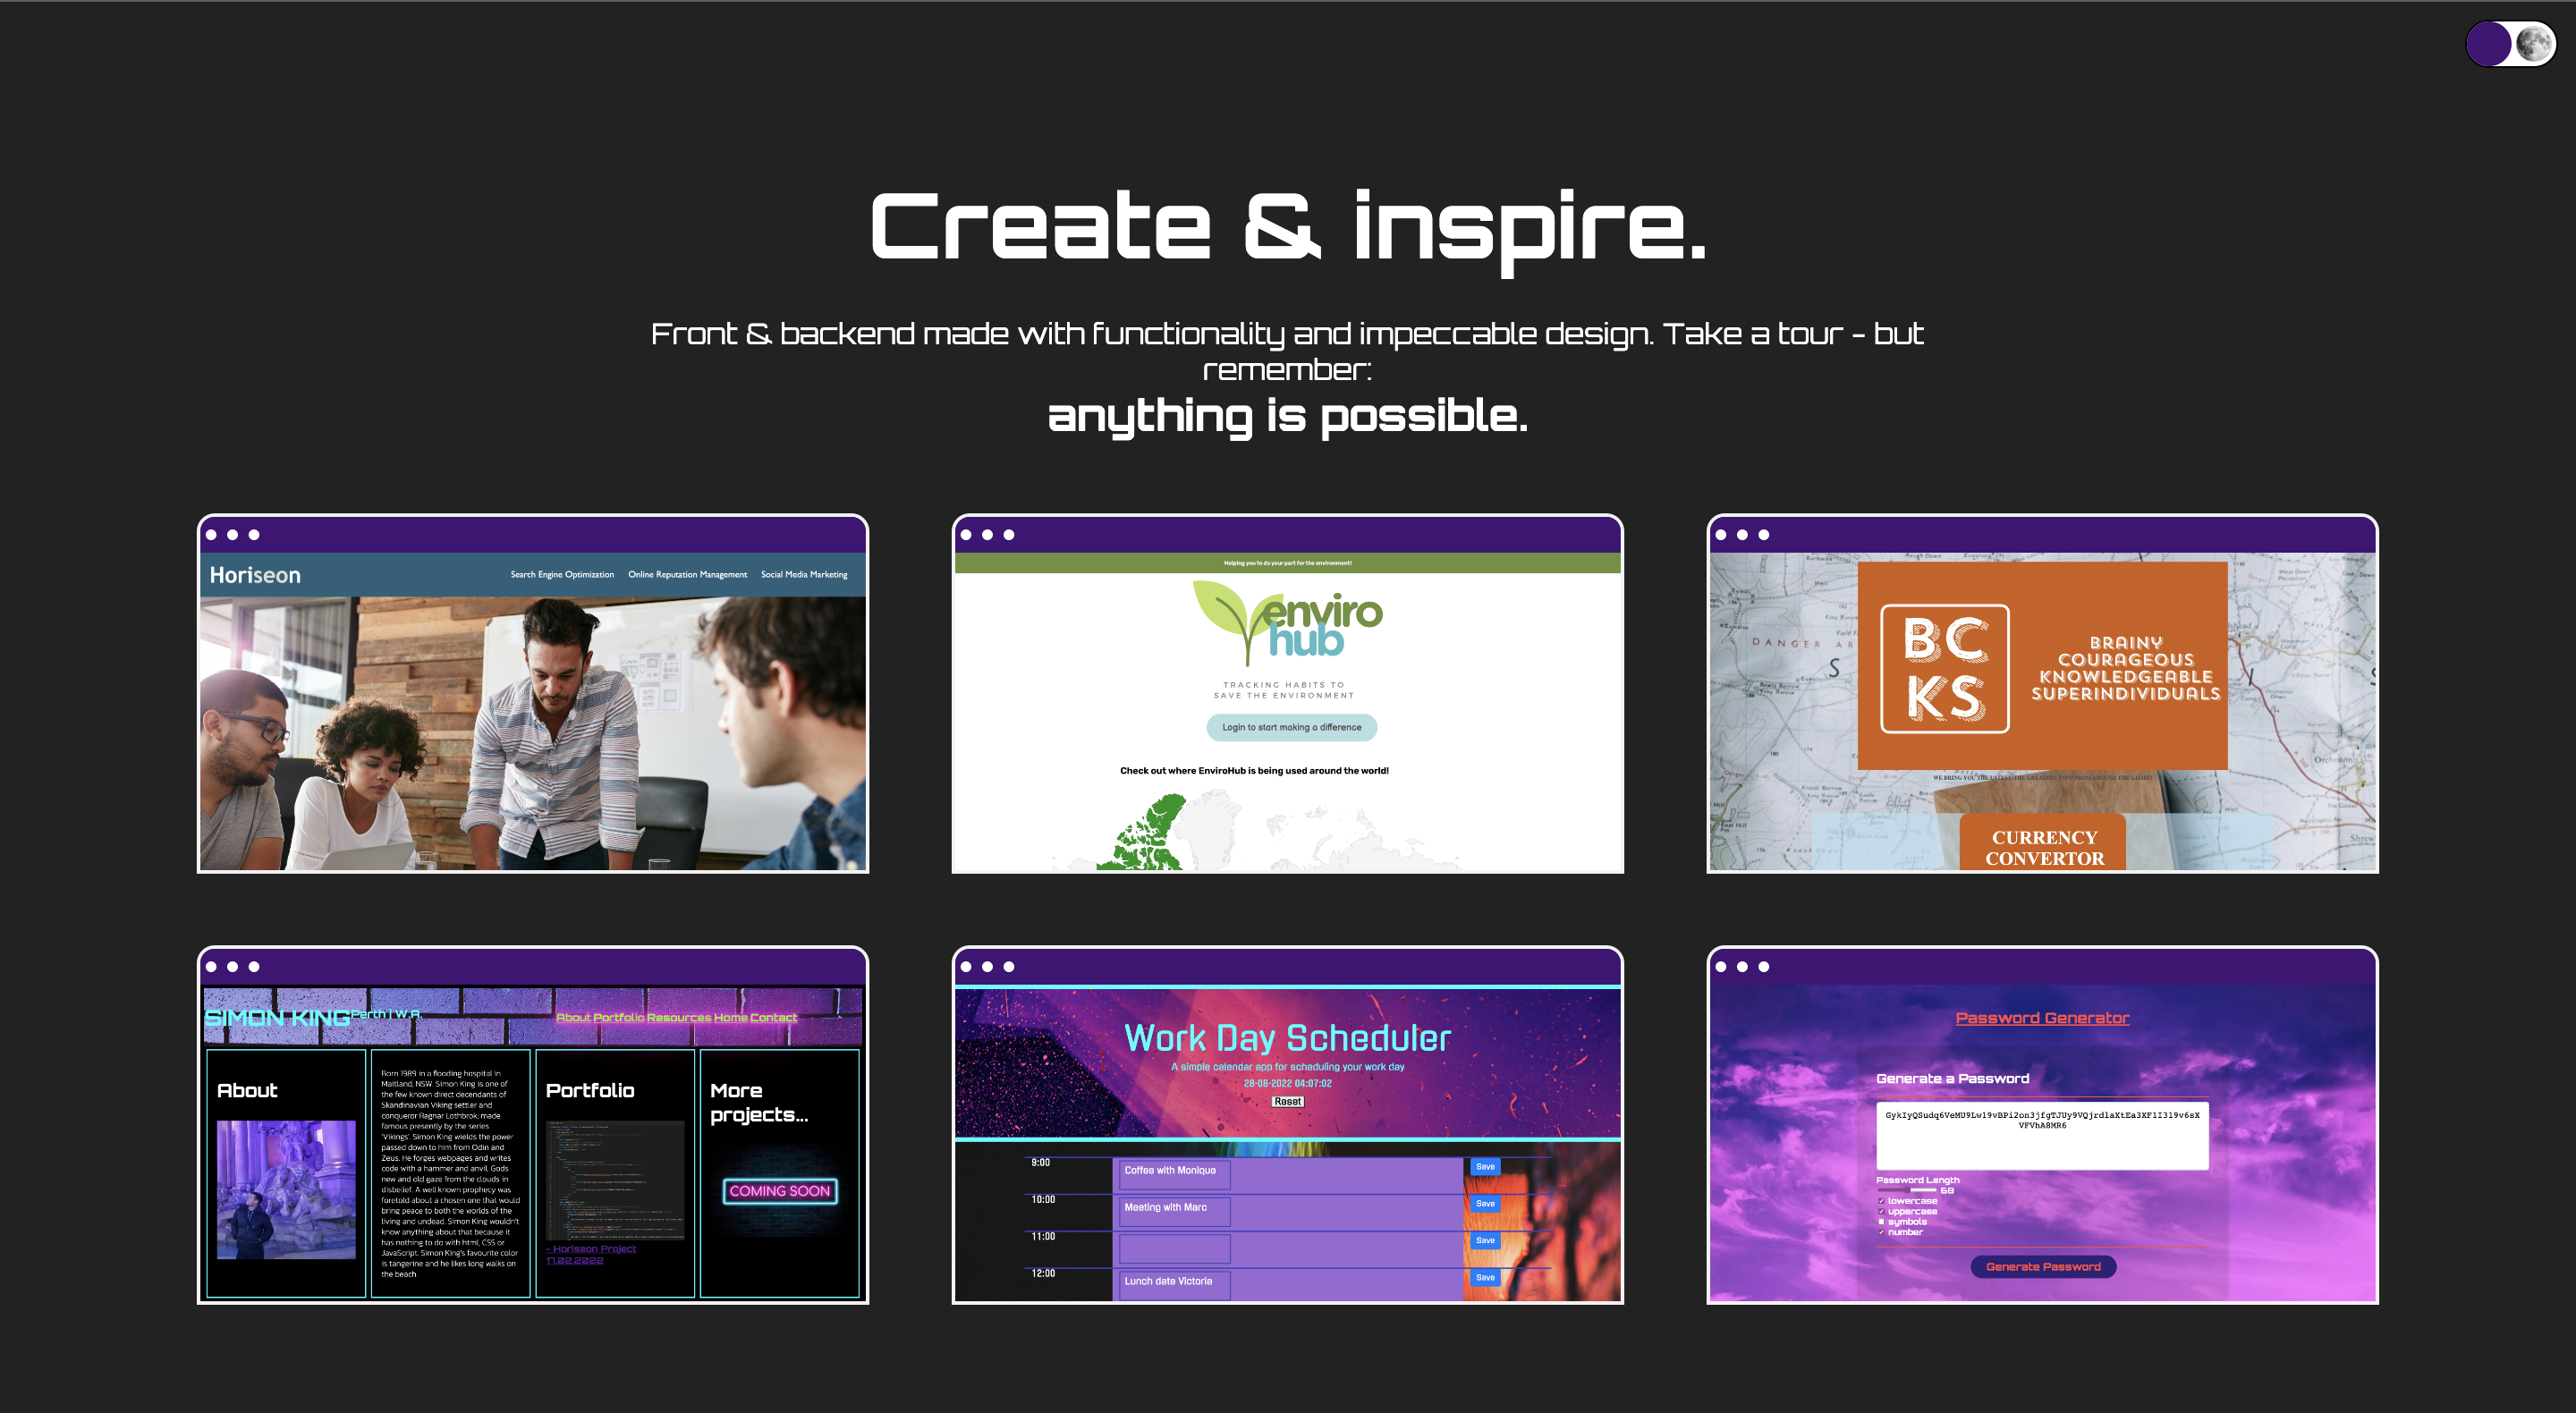 Create & inspire.
Front & backend made with functionality and impeccable design. Take a tour - but
remember:
anything is possible.
Horiseon
Search Engine Optimization Online Reputation Management Social Media Marketing
Helping you to do your part for the environment!
enviro
hub
TRACKING HABITS TO
SAVE THE ENVIRONMENT
Login to start making a difference
Check out where EnviroHub is being used around the world!
DANGER AR
S
BC
KS
BRAINY
COURAGEOUS
KNOWLEDGEABLE
SUPERINDIVIDUALS
CURRENCY
CONVERTOR
SIMON KING Perth | W.A.
About Portfolio Resources Home Contact
About
Born 1989 in a flooding hospital in
Maitland, NSW. Simon King is one of
the few known direct decendants of
Skandinavian Viking settler and
conqueror Ragnar Lothbrok; made
famous presently by the series
'Vikings'. Simon King wields the power
passed down to him from Odin and
Zeus. He forges webpages and writes
code with a hammer and anvil. Gods
new and old gaze from the clouds in
disbelief. A well known prophecy was
foretold about a chosen one that would
bring peace to both the worlds of the
living and undead. Simon King wouldn't
know anything about that because it
has nothing to do with html, CSS or
JavaScript. Simon King's favourite color
is tangerine and he likes long walks on
the beach.
Portfolio
- Horiseon Project
17.02.2022
More
projects...
COMING SOON
Work Day Scheduler
A simple calendar app for scheduling your work day
28-08-2022 04:07:02
Reset
9:00 Coffee with Monique Save
10:00 Meeting with Marc Save
11:00 Save
12:00 Lunch date Victoria Save
Password Generator
Generate a Password
Password Length
68
lowercase
uppercase
symbols
number
Generate Password